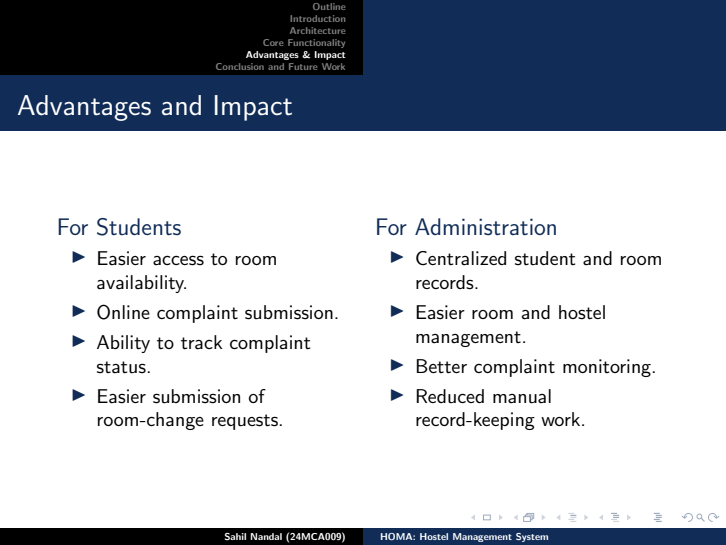 Outline
Introduction
Architecture
Core Functionality
Advantages & Impact
Conclusion and Future Work
Advantages and Impact
For Students
Easier access to room
availability.
Online complaint submission.
Ability to track complaint
status.
Easier submission of
room-change requests.
For Administration
Centralized student and room
records.
Easier room and hostel
management.
Better complaint monitoring.
Reduced manual
record-keeping work.
Sahil Nandal (24MCA009)
HOMA: Hostel Management System